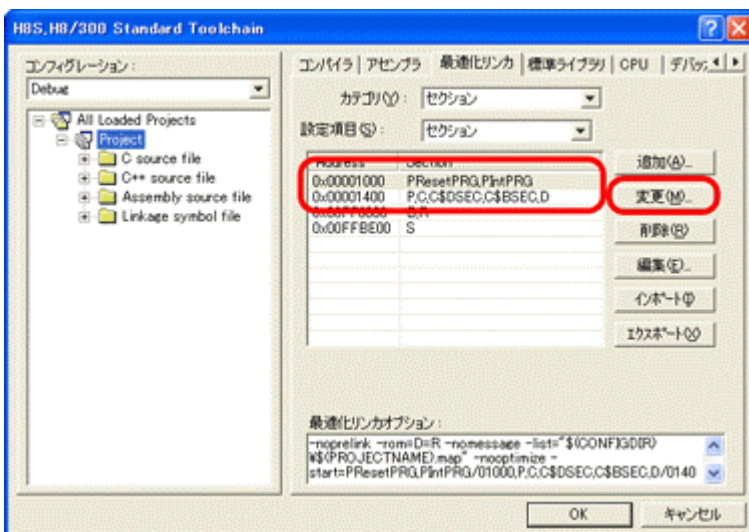 H8S,H8/300 Standard Toolchain
コンフィグレーション :
Debug
All Loaded Projects
Project
C source file
C++ source file
Assembly source file
Linkage symbol file
コンパイラ アセンブラ 最適化リンカ 標準ライブラリ CPU デバッ
カテゴリ(Y) : セクション
設定項目(S) : セクション
Address Section
0x00001000 PResetPRG,PIntPRG
0x00001400 P,C,C$DSEC,C$BSEC,D
B,R
0x00FFBE00 S
追加(A)...
変更(M)...
削除(R)
編集(E)...
インポート(I)
エクスポート(X)
最適化リンカオプション :
-noprelink -rom=D=R -nomessage -list="$(CONFIGDIR)
¥$(PROJECTNAME).map" -nooptimize -
start=PResetPRG,PIntPRG/01000,P,C,C$DSEC,C$BSEC,D/0140
OK キャンセル